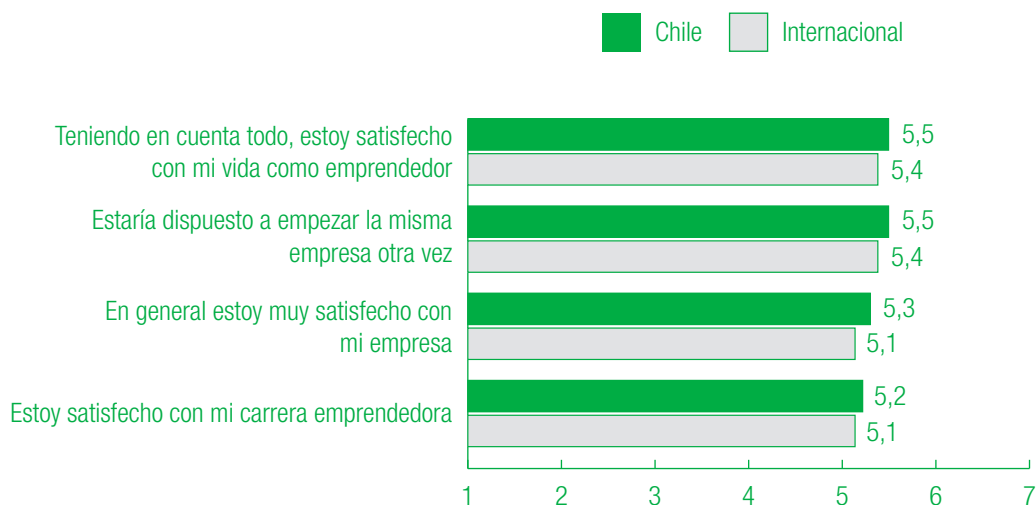 Chile Internacional
Teniendo en cuenta todo, estoy satisfecho
con mi vida como emprendedor
5,5
5,4
Estaría dispuesto a empezar la misma
empresa otra vez
5,5
5,4
En general estoy muy satisfecho con
mi empresa
5,3
5,1
Estoy satisfecho con mi carrera emprendedora
5,2
5,1
1 2 3 4 5 6 7